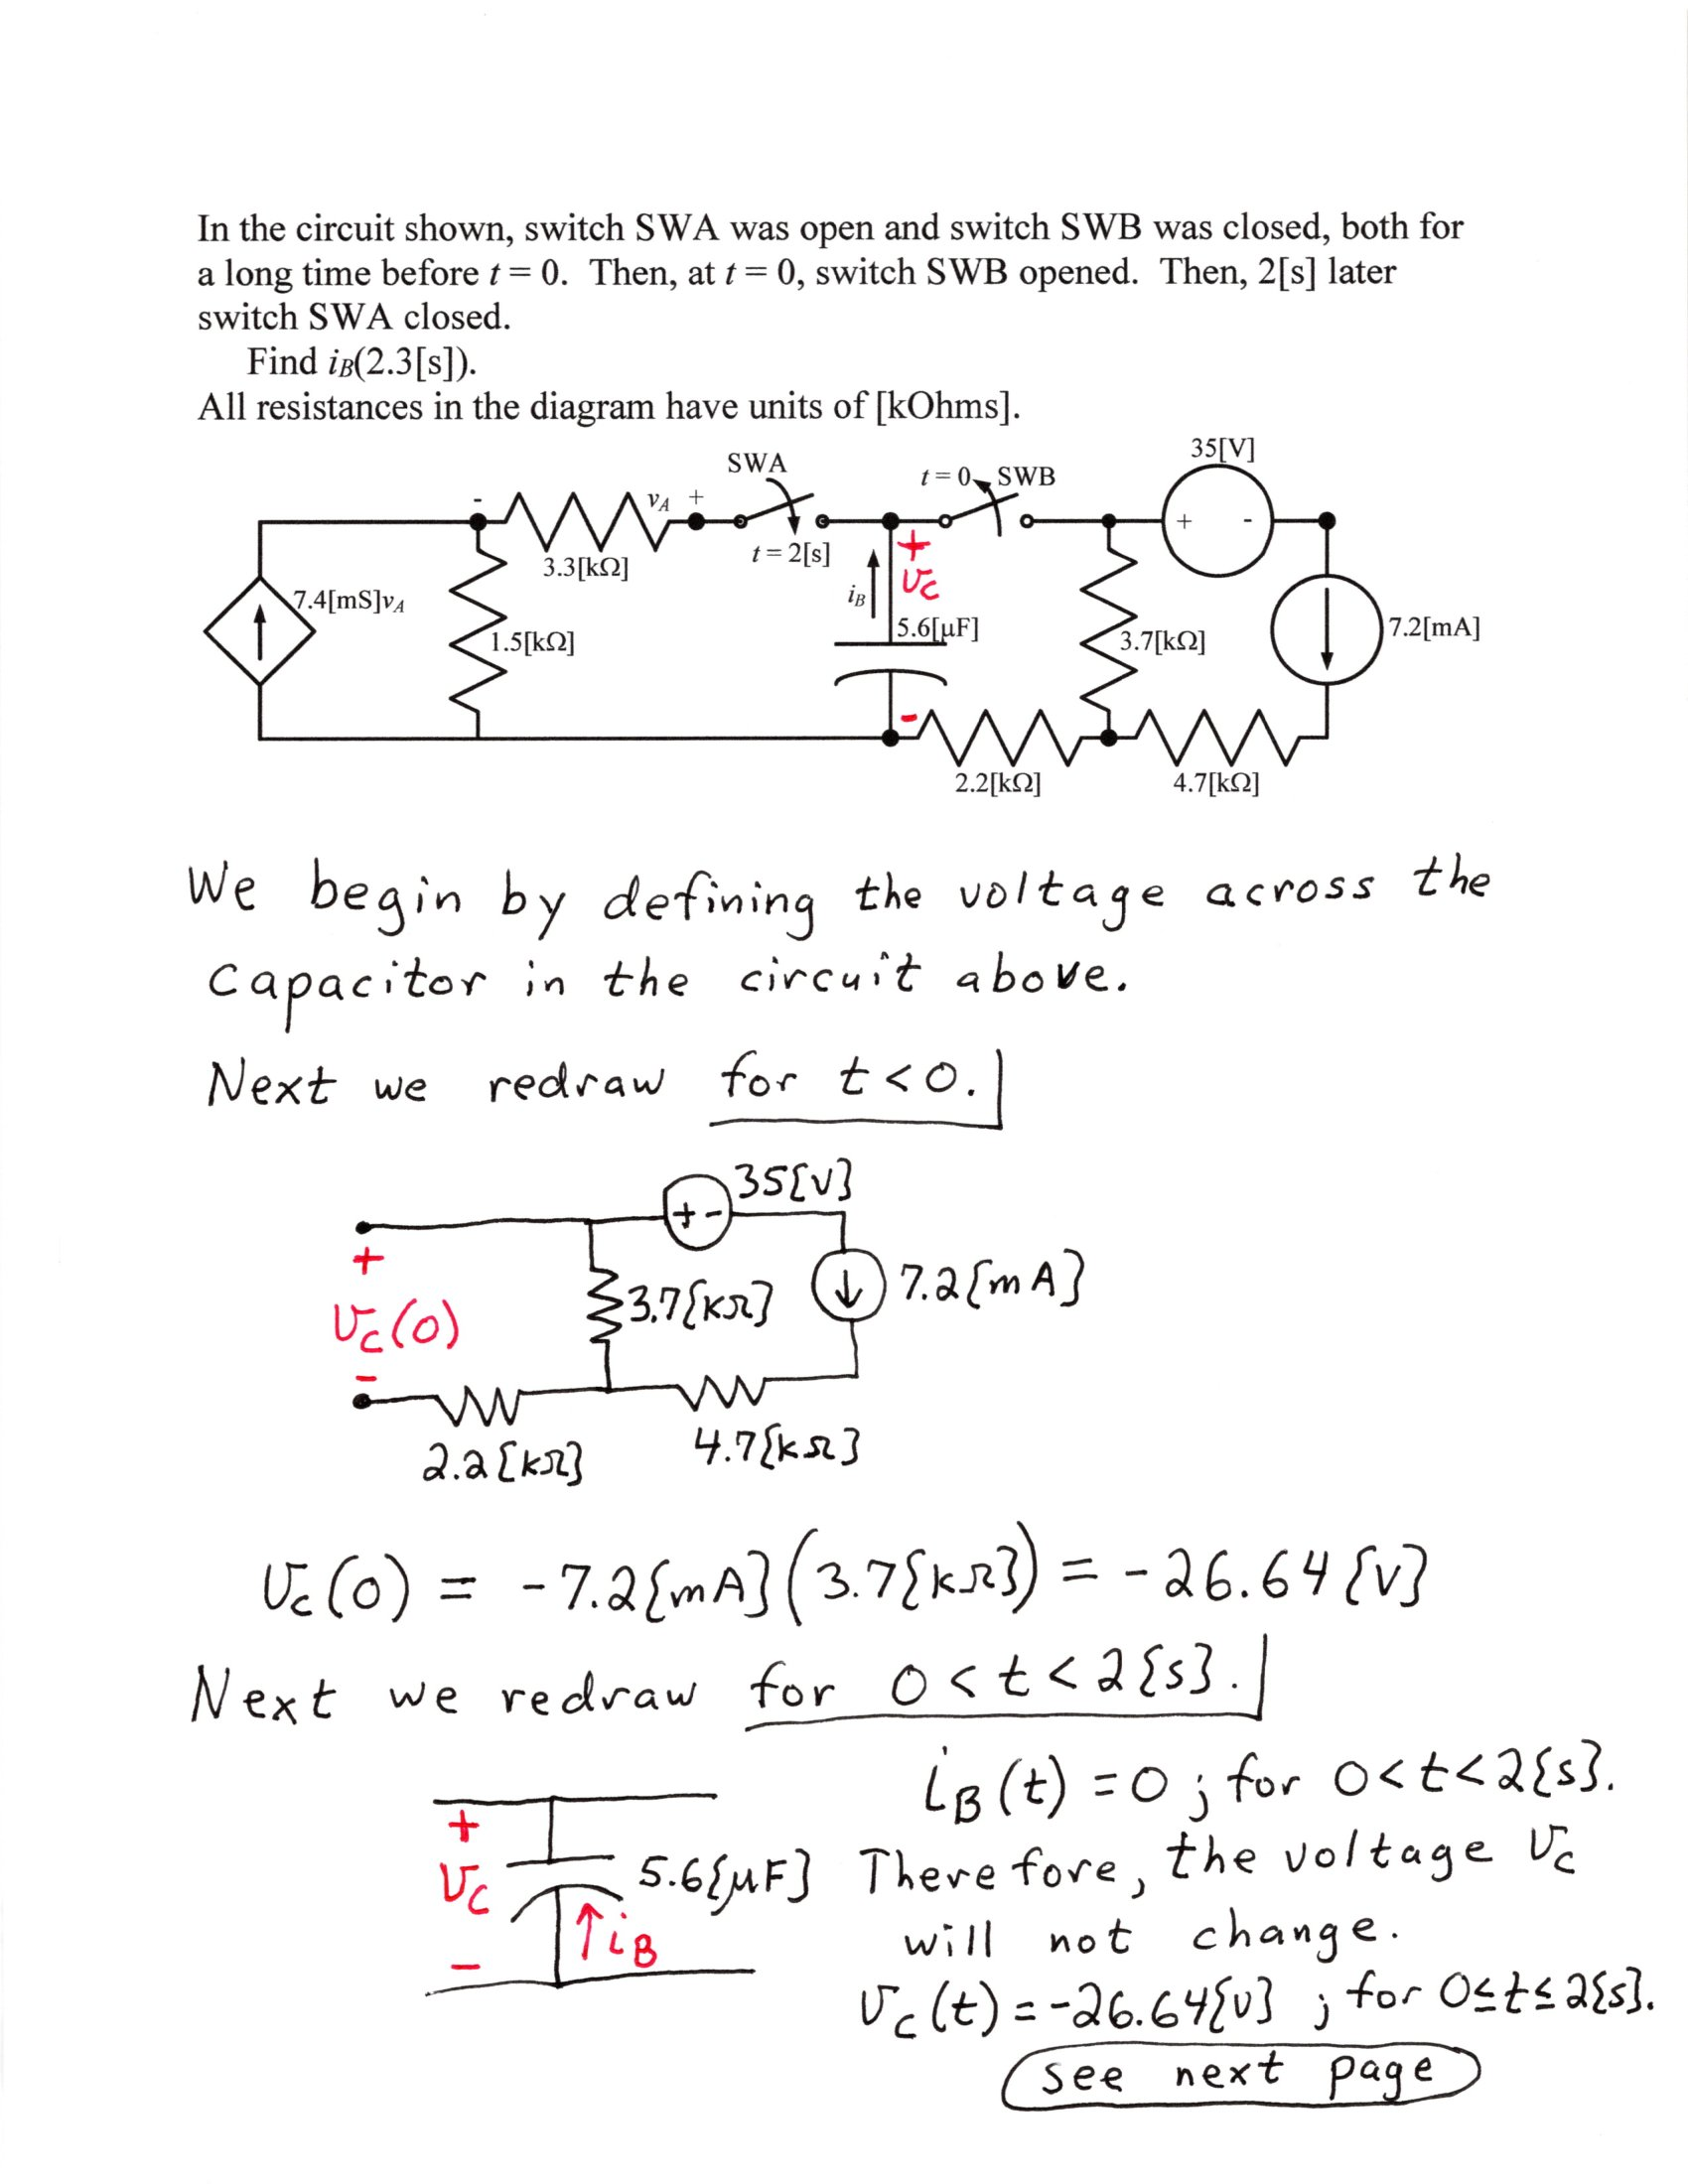 In the circuit shown, switch SWA was open and switch SWB was closed, both for
a long time before t = 0. Then, at t = 0, switch SWB opened. Then, 2[s] later
switch SWA closed.
Find iB(2.3[s]).
All resistances in the diagram have units of [kOhms].
35[V]
SWA
t = 0 SWB
- vA +
+ -
3.3[kΩ]
t = 2[s]
+
vC
iB
7.4[mS]vA
1.5[kΩ]
5.6[μF]
3.7[kΩ]
7.2[mA]
-
2.2[kΩ]
4.7[kΩ]
We begin by defining the voltage across the
capacitor in the circuit above.
Next we redraw for t<0.
35[V]
+ -
+
vC(0)
-
3.7[kΩ]
7.2[mA]
2.2[kΩ]
4.7[kΩ]
vC(0) = -7.2[mA](3.7[kΩ]) = -26.64[V]
Next we redraw for 0<t<2[s].
iB(t) = 0 ; for 0<t<2[s].
+
vC
-
5.6[μF]
iB
Therefore, the voltage vC
will not change.
vC(t) = -26.64[V] ; for 0≤t≤2[s].
see next page